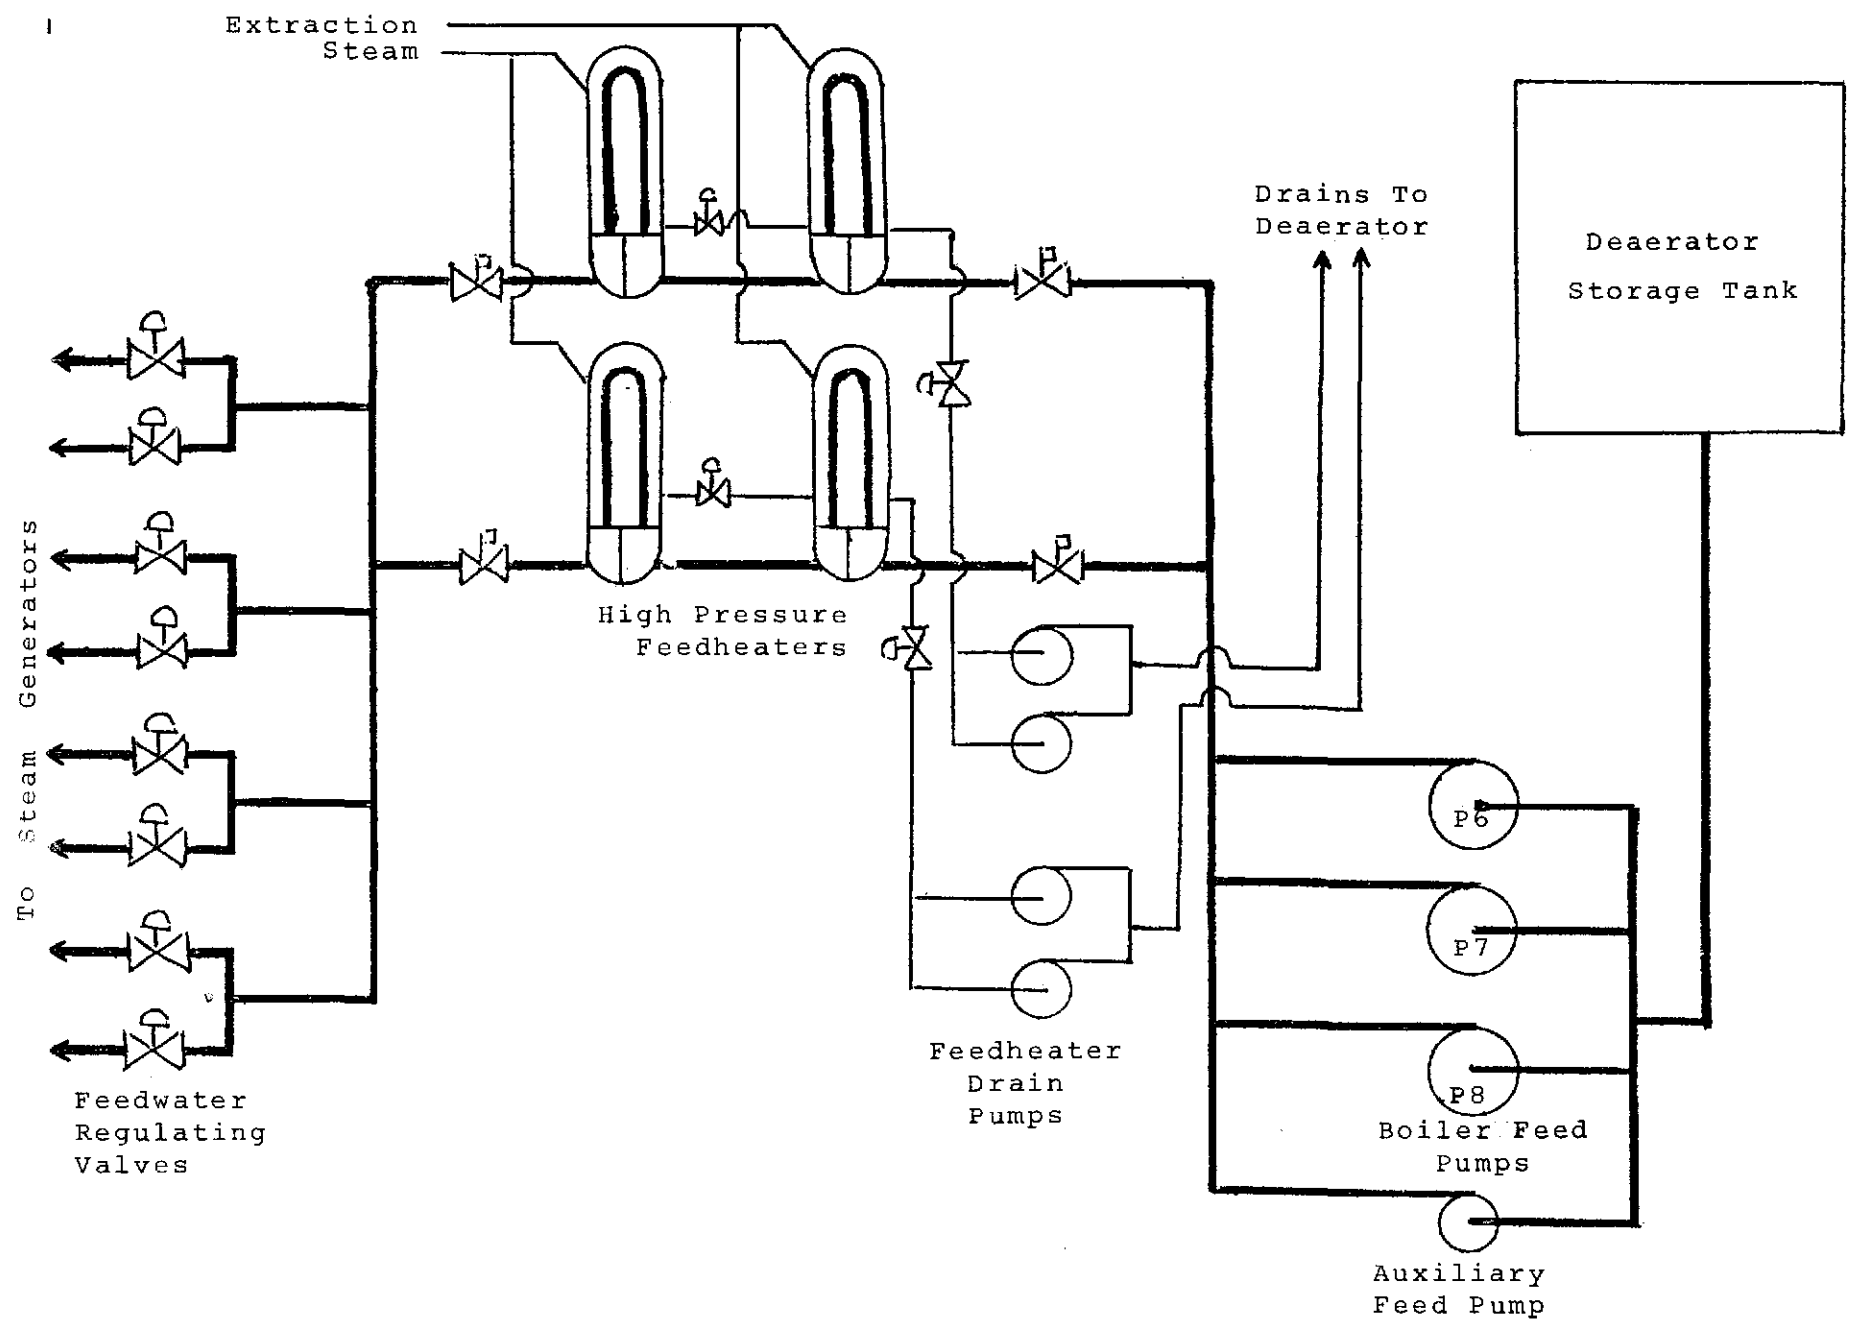 Extraction
Steam
Drains To
Deaerator
Deaerator
Storage Tank
To Steam Generators
High Pressure
Feedheaters
P6
P7
P8
Feedheater
Drain
Pumps
Feedwater
Regulating
Valves
Boiler Feed
Pumps
Auxiliary
Feed Pump